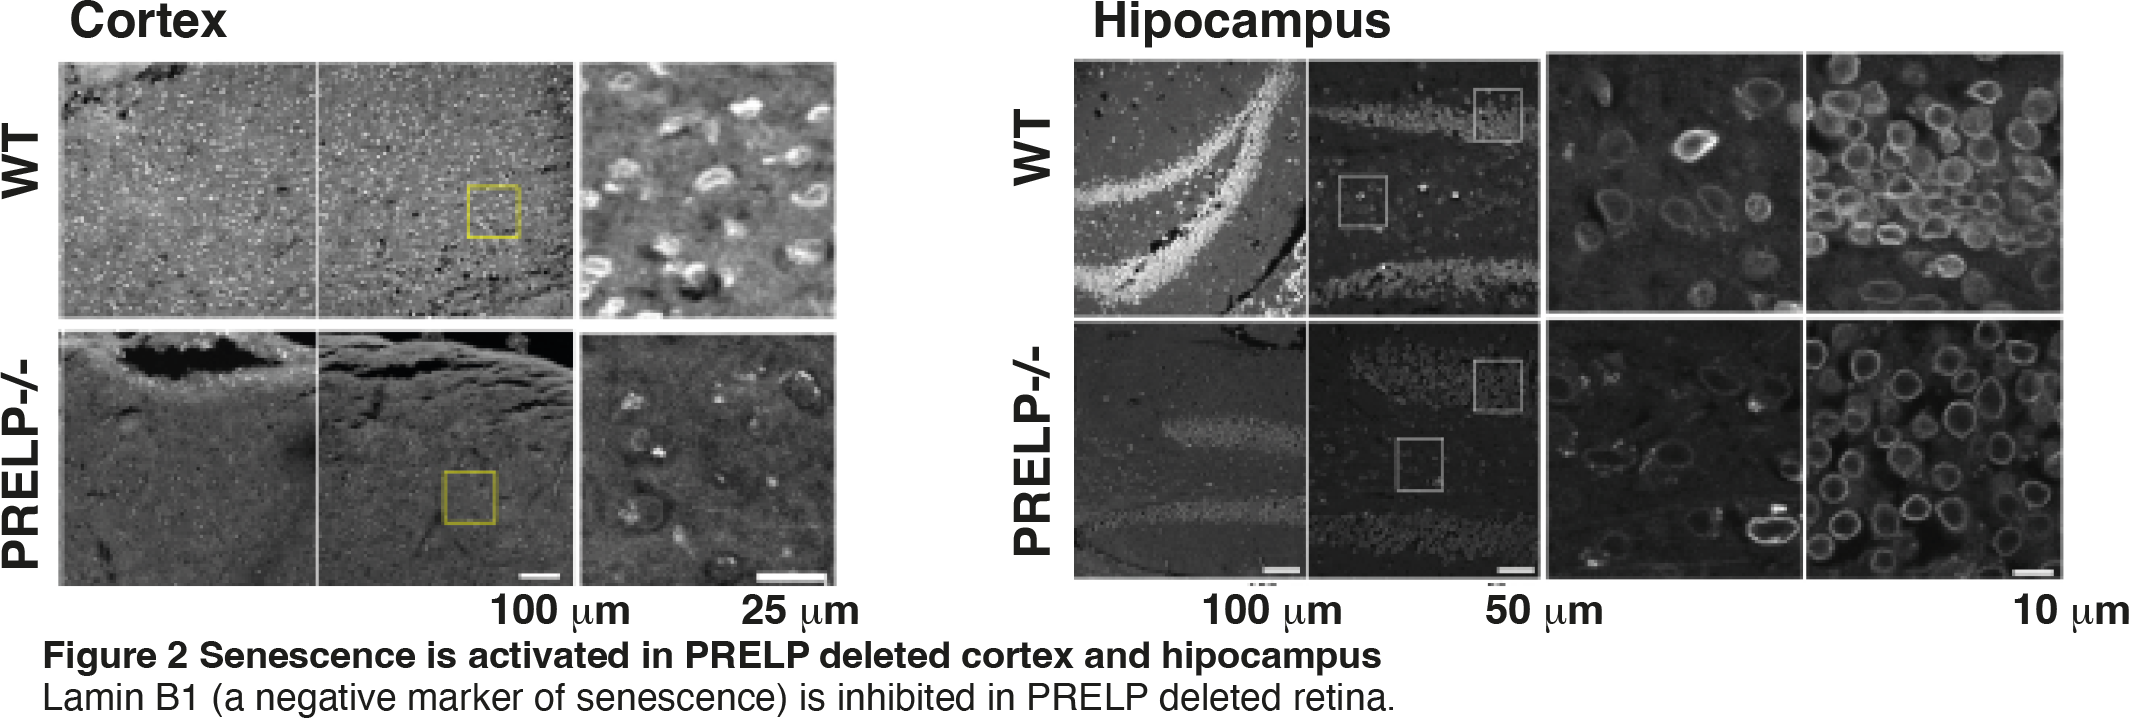 Cortex
Hipocampus
WT
WT
PRELP-/-
PRELP-/-
100 μm
25 μm
100 μm
50 μm
10 μm
Figure 2 Senescence is activated in PRELP deleted cortex and hipocampus
Lamin B1 (a negative marker of senescence) is inhibited in PRELP deleted retina.